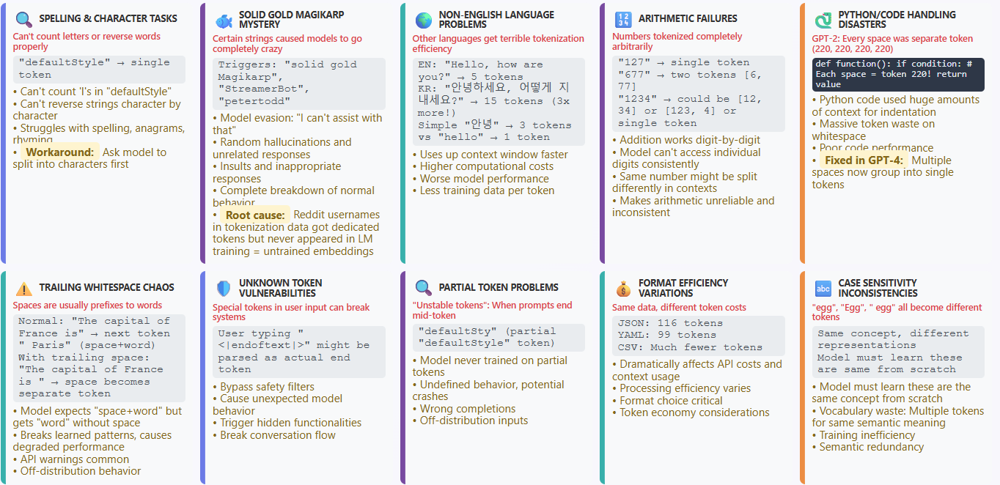 SPELLING & CHARACTER TASKS
Can't count letters or reverse words
properly
"defaultStyle" → single
token
• Can't count 'l's in "defaultStyle"
• Can't reverse strings character by
character
• Struggles with spelling, anagrams,
rhyming
• Workaround: Ask model to
split into characters first
SOLID GOLD MAGIKARP
MYSTERY
Certain strings caused models to go
completely crazy
Triggers: "solid gold
Magikarp",
"StreamerBot",
"petertodd"
• Model evasion: "I can't assist with
that"
• Random hallucinations and
unrelated responses
• Insults and inappropriate
responses
• Complete breakdown of normal
behavior
• Root cause: Reddit usernames
in tokenization data got dedicated
tokens but never appeared in LM
training = untrained embeddings
NON-ENGLISH LANGUAGE
PROBLEMS
Other languages get terrible tokenization
efficiency
EN: "Hello, how are
you?" → 5 tokens
KR: "안녕하세요, 어떻게 지
내세요?" → 15 tokens (3x
more!)
Simple "안녕" → 3 tokens
vs "hello" → 1 token
• Uses up context window faster
• Higher computational costs
• Worse model performance
• Less training data per token
1 2
3 4
ARITHMETIC FAILURES
Numbers tokenized completely
arbitrarily
"127" → single token
"677" → two tokens [6,
77]
"1234" → could be [12,
34] or [123, 4] or
single token
• Addition works digit-by-digit
• Model can't access individual
digits consistently
• Same number might be split
differently in contexts
• Makes arithmetic unreliable and
inconsistent
PYTHON/CODE HANDLING
DISASTERS
GPT-2: Every space was separate token
(220, 220, 220, 220)
def function(): if condition: #
Each space = token 220! return
value
• Python code used huge amounts
of context for indentation
• Massive token waste on
whitespace
• Poor code performance
• Fixed in GPT-4: Multiple
spaces now group into single
tokens
TRAILING WHITESPACE CHAOS
Spaces are usually prefixes to words
Normal: "The capital of
France is" → next token
" Paris" (space+word)
With trailing space:
"The capital of France
is " → space becomes
separate token
• Model expects "space+word" but
gets "word" without space
• Breaks learned patterns, causes
degraded performance
• API warnings common
• Off-distribution behavior
UNKNOWN TOKEN
VULNERABILITIES
Special tokens in user input can break
systems
User typing "
<|endoftext|>" might be
parsed as actual end
token
• Bypass safety filters
• Cause unexpected model
behavior
• Trigger hidden functionalities
• Break conversation flow
PARTIAL TOKEN PROBLEMS
"Unstable tokens": When prompts end
mid-token
"defaultSty" (partial
"defaultStyle" token)
• Model never trained on partial
tokens
• Undefined behavior, potential
crashes
• Wrong completions
• Off-distribution inputs
$
FORMAT EFFICIENCY
VARIATIONS
Same data, different token costs
JSON: 116 tokens
YAML: 99 tokens
CSV: Much fewer tokens
• Dramatically affects API costs and
context usage
• Processing efficiency varies
• Format choice critical
• Token economy considerations
abc
CASE SENSITIVITY
INCONSISTENCIES
"egg", "Egg", " egg" all become different
tokens
Same concept, different
representations
Model must learn these
are same from scratch
• Model must learn these are the
same concept from scratch
• Vocabulary waste: Multiple tokens
for same semantic meaning
• Training inefficiency
• Semantic redundancy